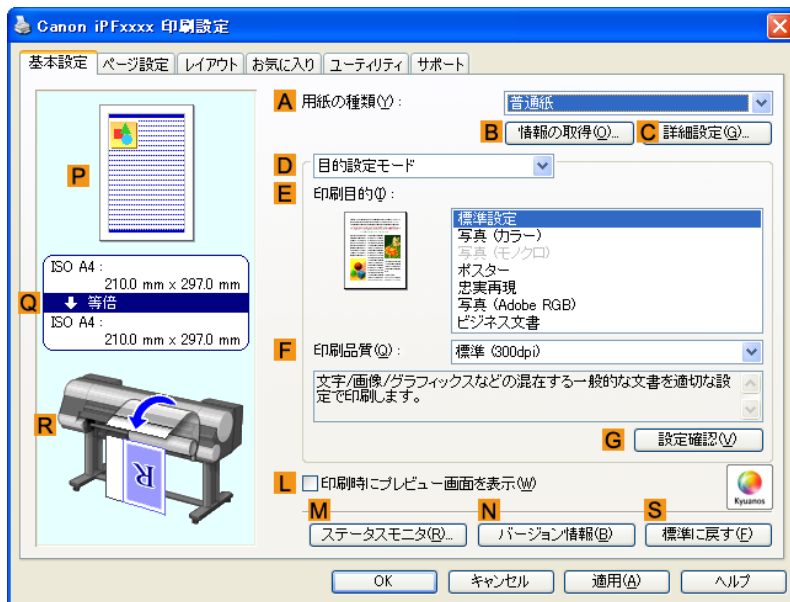 Canon iPFxxxx 印刷設定
基本設定 ページ設定 レイアウト お気に入り ユーティリティ サポート
A 用紙の種類(Y): 普通紙
B 情報の取得(O)... C 詳細設定(G)...
D 目的設定モード
E 印刷目的(I):
標準設定
写真 (カラー)
写真 (モノクロ)
ポスター
忠実再現
写真 (Adobe RGB)
ビジネス文書
F 印刷品質(Q): 標準 (300dpi)
文字/画像/グラフィックスなどの混在する一般的な文書を適切な設
定で印刷します。
G 設定確認(V)
P
ISO A4 :
210.0 mm x 297.0 mm
Q 等倍
ISO A4 :
210.0 mm x 297.0 mm
R
R
L 印刷時にプレビュー画面を表示(W)
Kyuanos
M N S
ステータスモニタ(R)... バージョン情報(B) 標準に戻す(F)
OK キャンセル 適用(A) ヘルプ